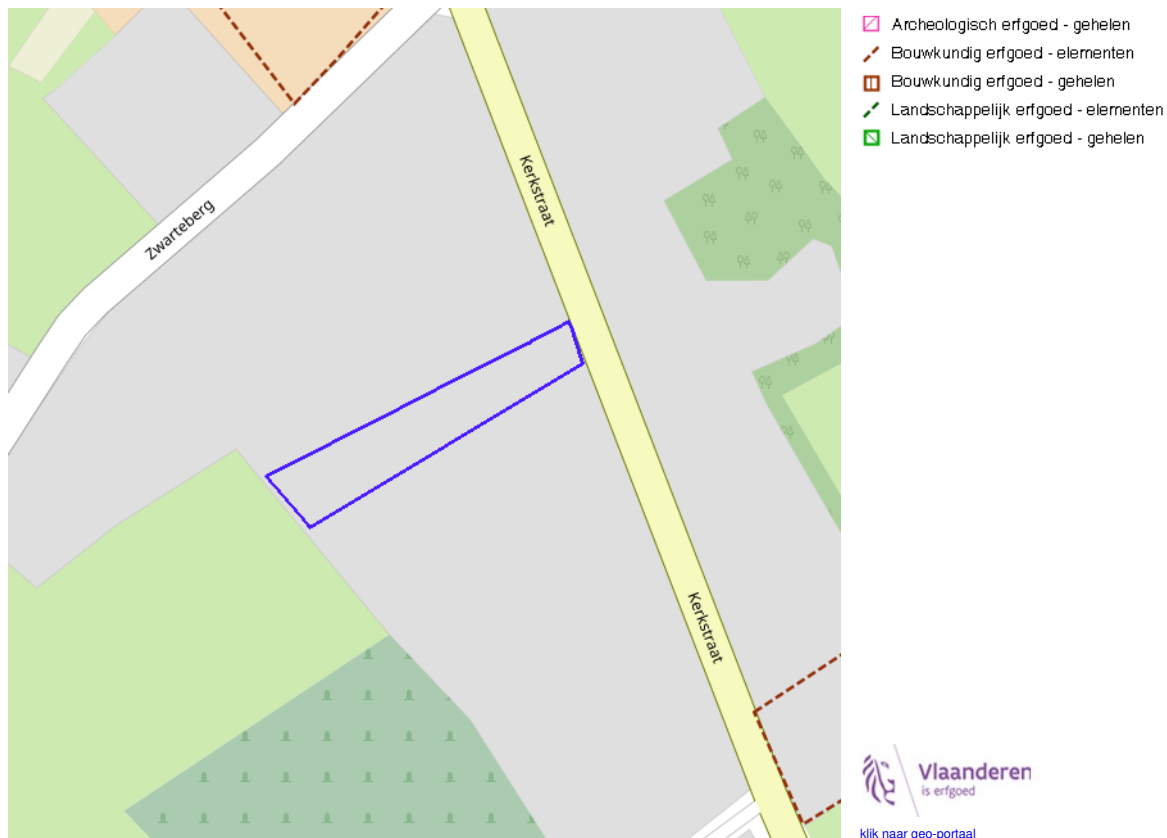 Archeologisch erfgoed - gehelen
Bouwkundig erfgoed - elementen
Bouwkundig erfgoed - gehelen
Landschappelijk erfgoed - elementen
Landschappelijk erfgoed - gehelen
Kerkstraat
Zwarteberg
Kerkstraat
Vlaanderen
is erfgoed
klik naar geo-portaal